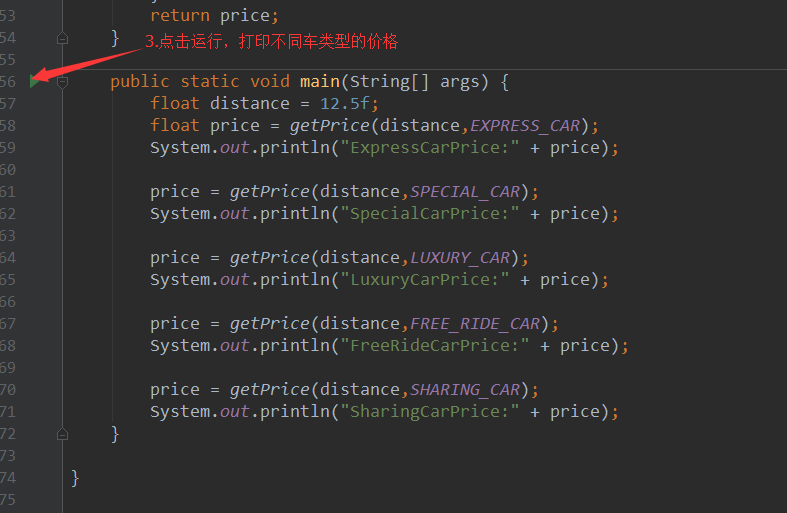 53 return price;
54 }
3.点击运行，打印不同车类型的价格
55
56 public static void main(String[] args) {
57 float distance = 12.5f;
58 float price = getPrice(distance,EXPRESS_CAR);
59 System.out.println("ExpressCarPrice:" + price);
60
61 price = getPrice(distance,SPECIAL_CAR);
62 System.out.println("SpecialCarPrice:" + price);
63
64 price = getPrice(distance,LUXURY_CAR);
65 System.out.println("LuxuryCarPrice:" + price);
66
67 price = getPrice(distance,FREE_RIDE_CAR);
68 System.out.println("FreeRideCarPrice:" + price);
69
70 price = getPrice(distance,SHARING_CAR);
71 System.out.println("SharingCarPrice:" + price);
72 }
73
74 }
75